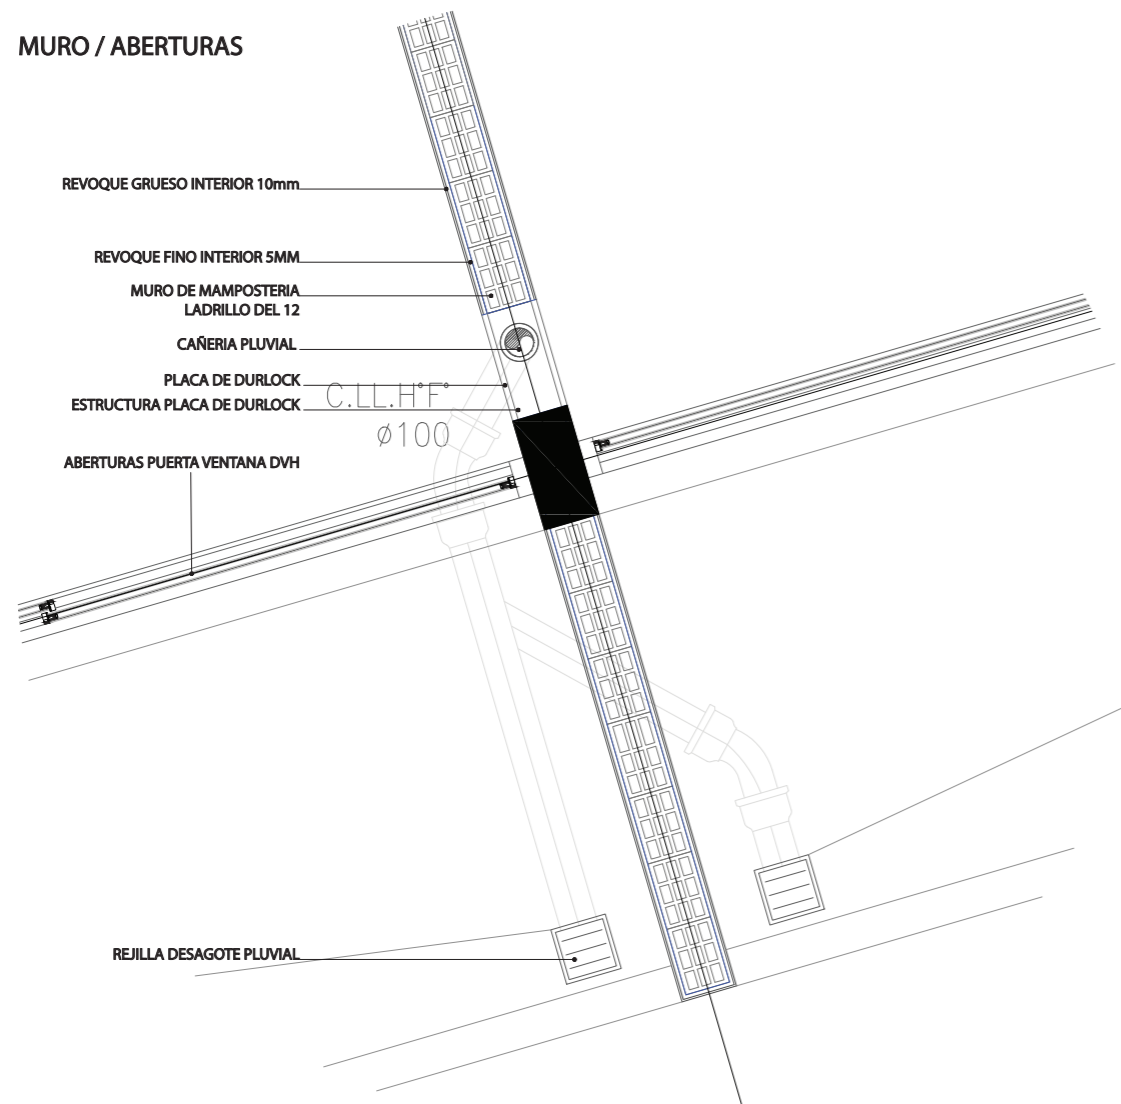 MURO / ABERTURAS
REVOQUE GRUESO INTERIOR 10mm
REVOQUE FINO INTERIOR 5MM
MURO DE MAMPOSTERIA
LADRILLO DEL 12
CAÑERIA PLUVIAL
PLACA DE DURLOCK
ESTRUCTURA PLACA DE DURLOCK
C.LL.H°F°
ø100
ABERTURAS PUERTA VENTANA DVH
REJILLA DESAGOTE PLUVIAL